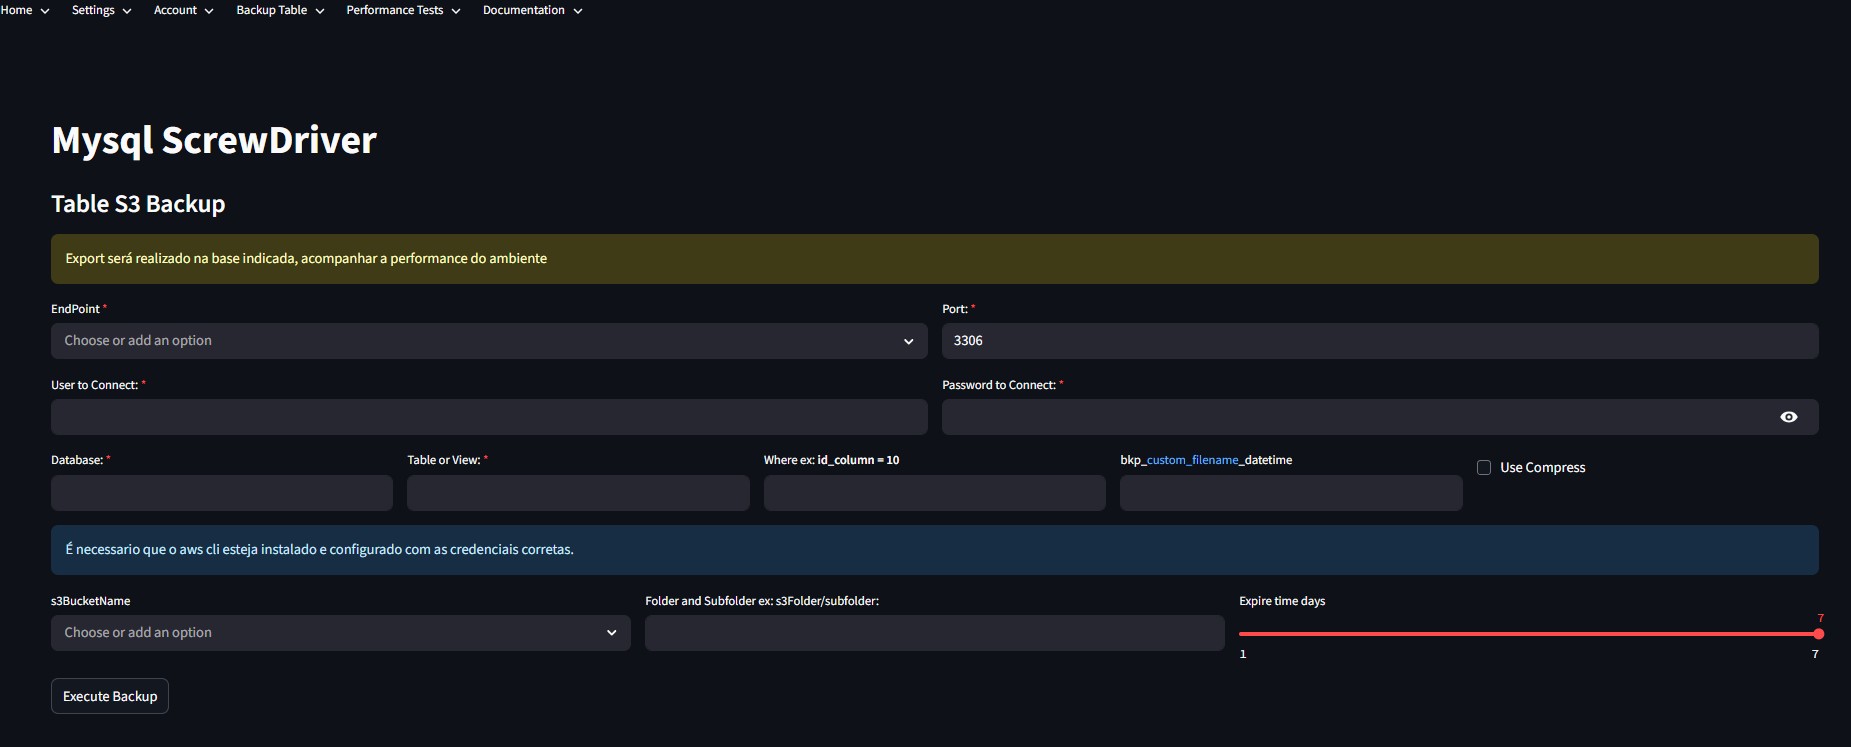 Home Settings Account Backup Table Performance Tests Documentation
Mysql ScrewDriver
Table S3 Backup
Export será realizado na base indicada, acompanhar a performance do ambiente
EndPoint * Port: *
Choose or add an option 3306
User to Connect: * Password to Connect: *
Database: * Table or View: * Where ex: id_column = 10 bkp_custom_filename_datetime Use Compress
É necessario que o aws cli esteja instalado e configurado com as credenciais corretas.
s3BucketName Folder and Subfolder ex: s3Folder/subfolder: Expire time days
7
Choose or add an option
1 7
Execute Backup